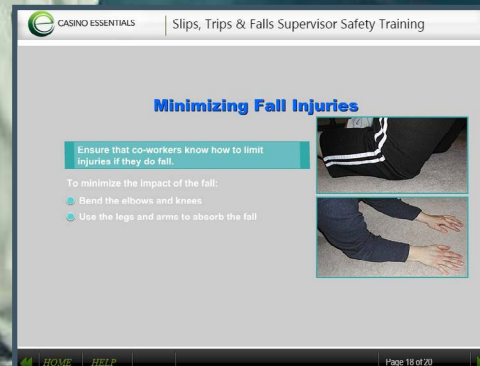 CASINO ESSENTIALS
Slips, Trips & Falls Supervisor Safety Training
Minimizing Fall Injuries
Ensure that co-workers know how to limit
injuries if they do fall.
To minimize the impact of the fall:
Bend the elbows and knees
Use the legs and arms to absorb the fall
HOME HELP Page 18 of 20